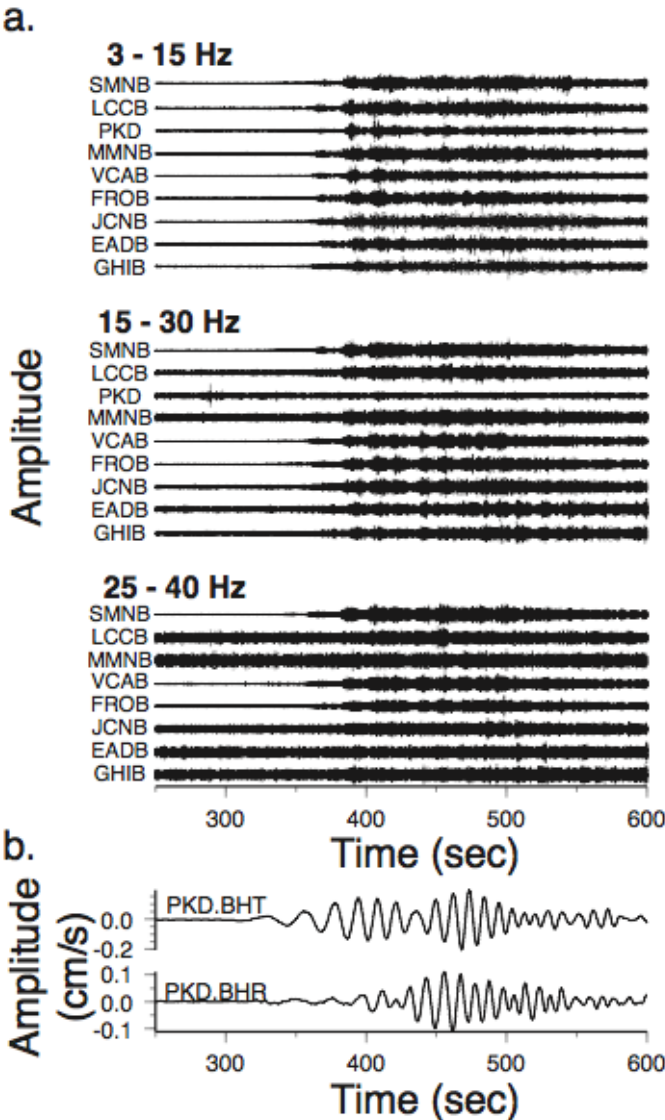 a.
3 - 15 Hz
SMNB
LCCB
PKD
MMNB
VCAB
FROB
JCNB
EADB
GHIB
15 - 30 Hz
SMNB
LCCB
PKD
MMNB
VCAB
FROB
JCNB
EADB
GHIB
Amplitude
25 - 40 Hz
SMNB
LCCB
MMNB
VCAB
FROB
JCNB
EADB
GHIB
300 400 500 600
Time (sec)
b.
Amplitude
(cm/s)
0.0
-0.2
PKD.BHT
0.1
0.0
-0.1
PKD.BHR
300 400 500 600
Time (sec)